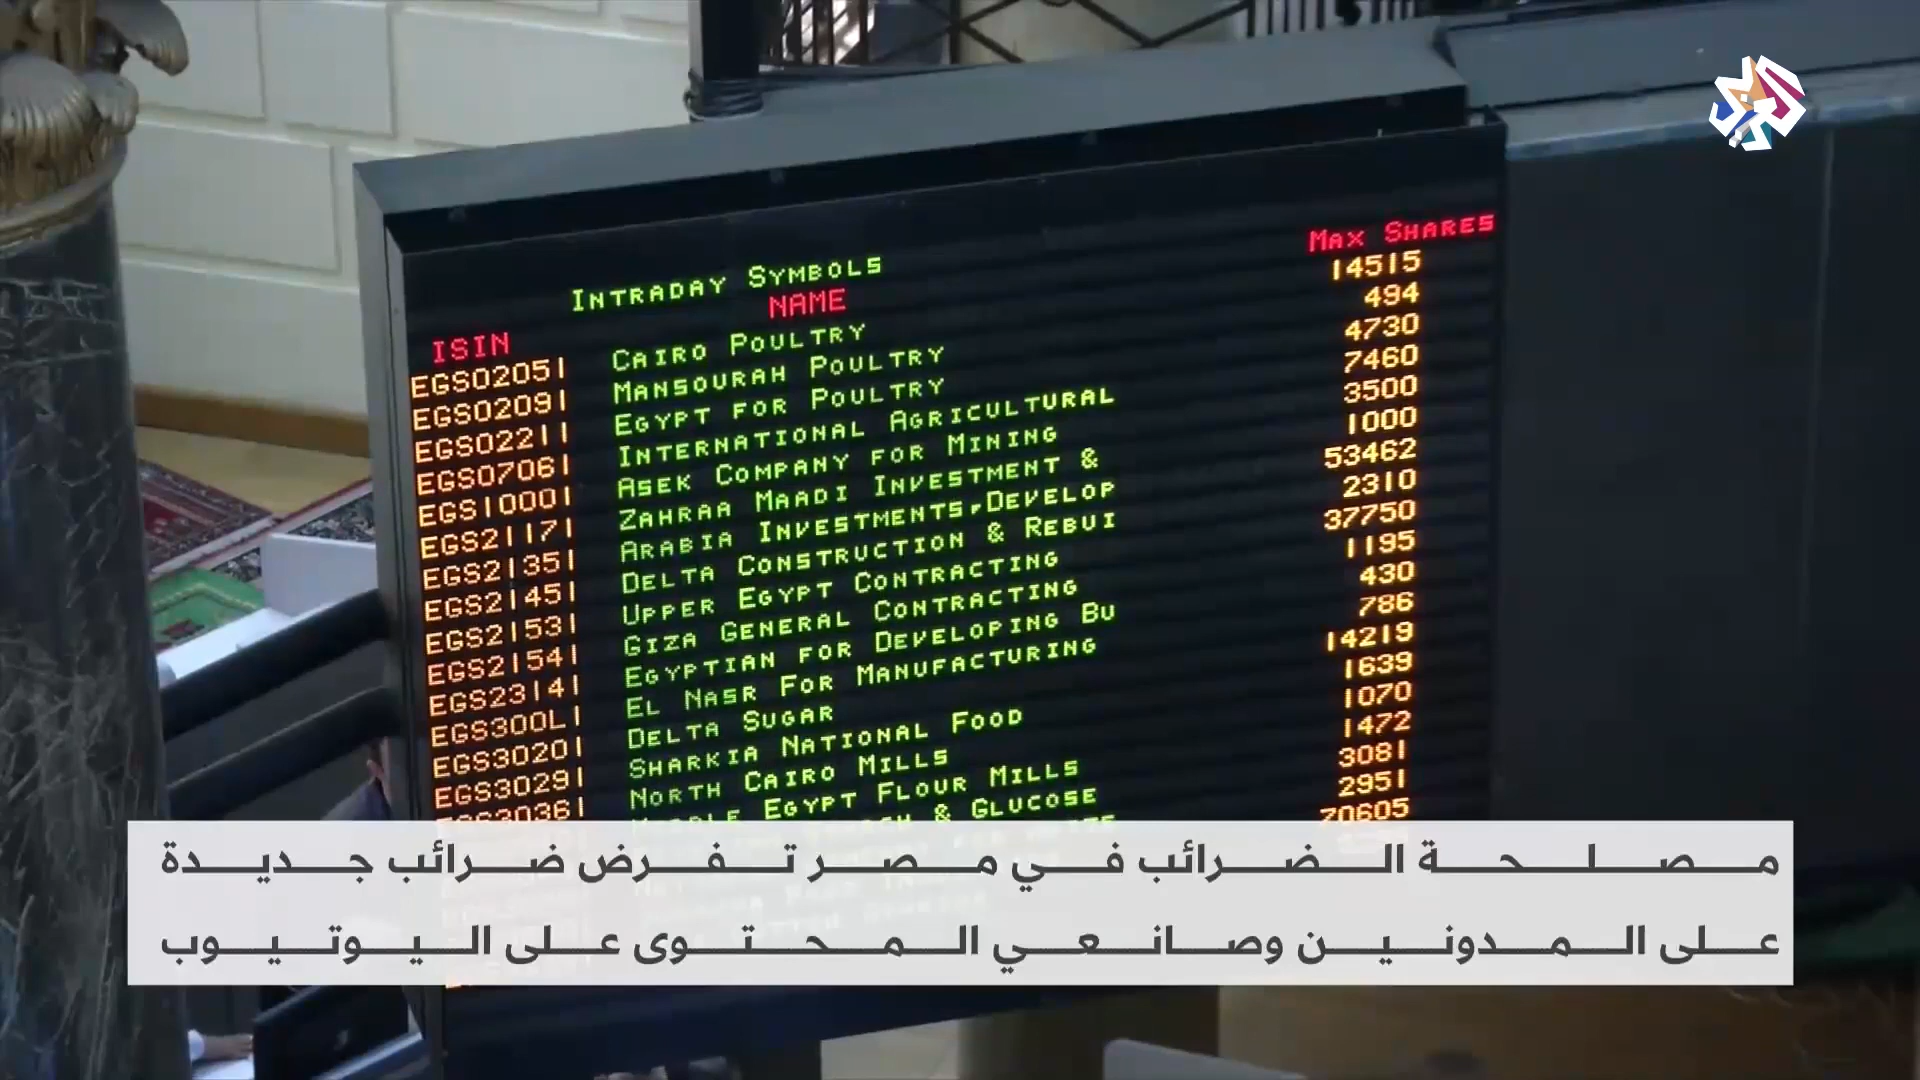 INTRADAY SYMBOLS
ISIN NAME MAX SHARES
EGS02051 CAIRO POULTRY 14515
EGS02091 MANSOURAH POULTRY 494
EGS02211 EGYPT FOR POULTRY 4730
EGS07061 INTERNATIONAL AGRICULTURAL 7460
EGS10001 ASEK COMPANY FOR MINING 3500
EGS21171 ZAHRAA MAADI INVESTMENT & 1000
EGS21351 ARABIA INVESTMENTS,DEVELOP 53462
EGS21451 DELTA CONSTRUCTION & REBUI 2310
EGS21531 UPPER EGYPT CONTRACTING 37750
EGS21541 GIZA GENERAL CONTRACTING 1195
EGS23141 EGYPTIAN FOR DEVELOPING BU 430
EGS300L1 EL NASR FOR MANUFACTURING 786
EGS30201 DELTA SUGAR 14219
EGS30291 SHARKIA NATIONAL FOOD 1639
EGS30361 NORTH CAIRO MILLS 1070
EGYPT FLOUR MILLS 1472
& GLUCOSE 3081
2951
70605
مصلحة الضرائب في مصر تفرض ضرائب جديدة
على المدونين وصانعي المحتوى على اليوتيوب